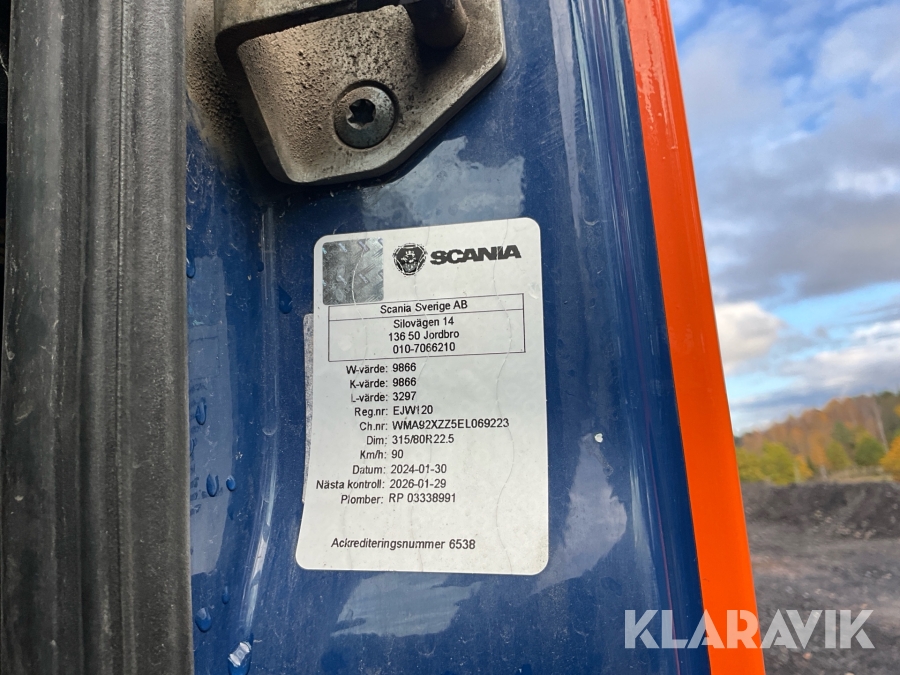 SCANIA
Scania Sverige AB
Silovägen 14
136 50 Jordbro
010-7066210
W-värde: 9866
K-värde: 9866
L-värde: 3297
Reg.nr: EJW120
Ch.nr: WMA92XZZ5EL069223
Dim: 315/80R22.5
Km/h: 90
Datum: 2024-01-30
Nästa kontroll: 2026-01-29
Plomber: RP 03338991
Ackrediteringsnummer 6538
KLARAVIK